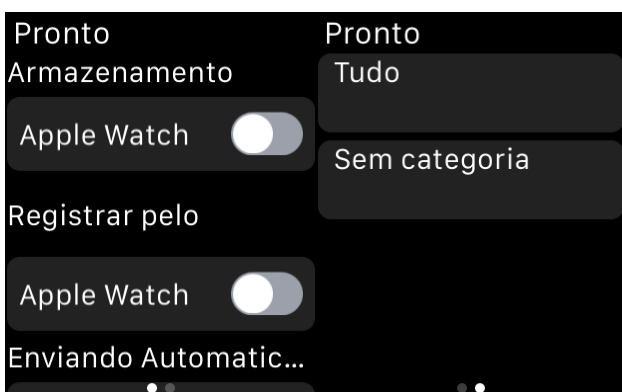 Pronto
Armazenamento
Apple Watch
Registrar pelo
Apple Watch
Enviando Automatic...
Pronto
Tudo
Sem categoria